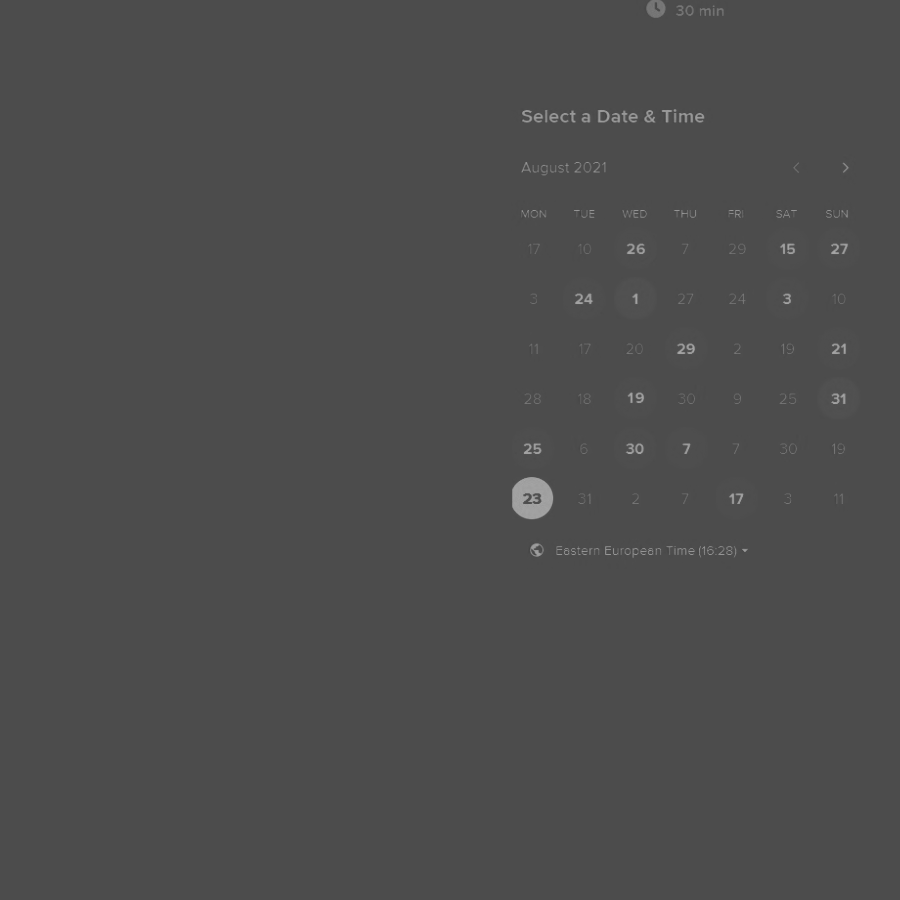 30 min
Select a Date & Time
August 2021
MON TUE WED THU FRI SAT SUN
17 10 26 7 29 15 27
3 24 1 27 24 3 10
11 17 20 29 2 19 21
28 18 19 30 9 25 31
25 6 30 7 7 30 19
23 31 2 7 17 3 11
Eastern European Time (16:28)